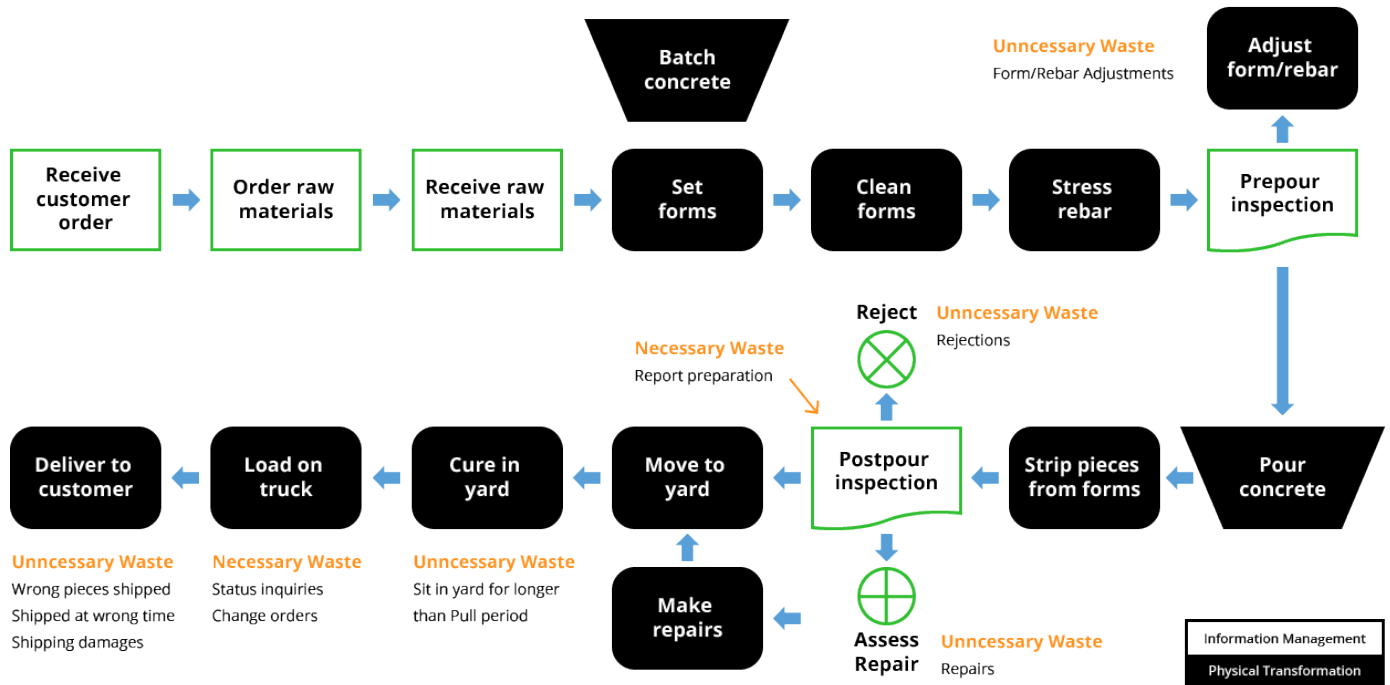 Batch
concrete
Unncessary Waste
Form/Rebar Adjustments
Adjust
form/rebar
Receive
customer
order
Order raw
materials
Receive raw
materials
Set
forms
Clean
forms
Stress
rebar
Prepour
inspection
Reject
Unncessary Waste
Rejections
Necessary Waste
Report preparation
Deliver to
customer
Load on
truck
Cure in
yard
Move to
yard
Postpour
inspection
Strip pieces
from forms
Pour
concrete
Unncessary Waste
Wrong pieces shipped
Shipped at wrong time
Shipping damages
Necessary Waste
Status inquiries
Change orders
Unncessary Waste
Sit in yard for longer
than Pull period
Make
repairs
Assess
Repair
Unncessary Waste
Repairs
Information Management
Physical Transformation